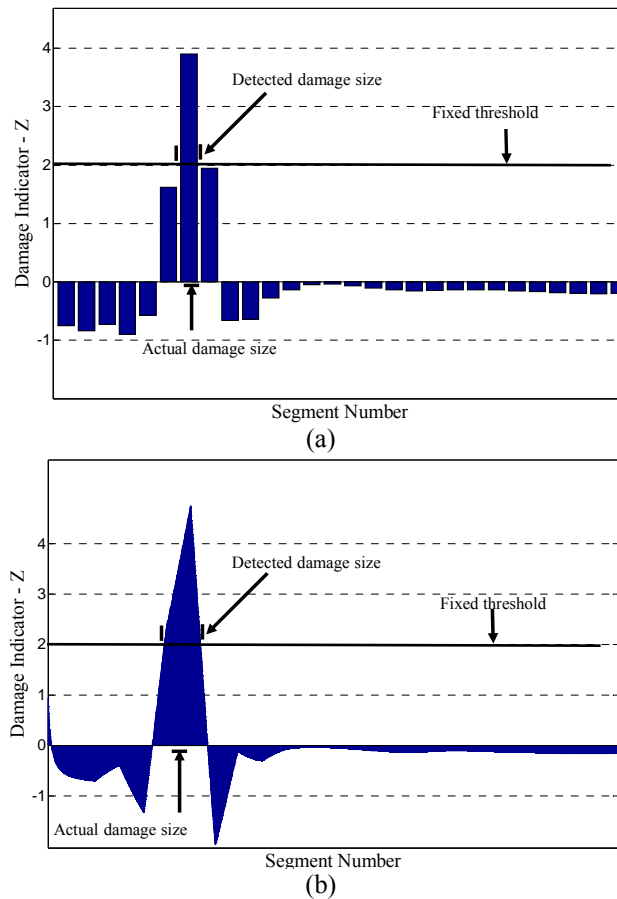 4
Detected damage size
3
Fixed threshold
2
1
0
-1
Damage Indicator - Z
Actual damage size
Segment Number
(a)
4
Detected damage size
3
Fixed threshold
2
1
0
-1
Damage Indicator - Z
Actual damage size
Segment Number
(b)